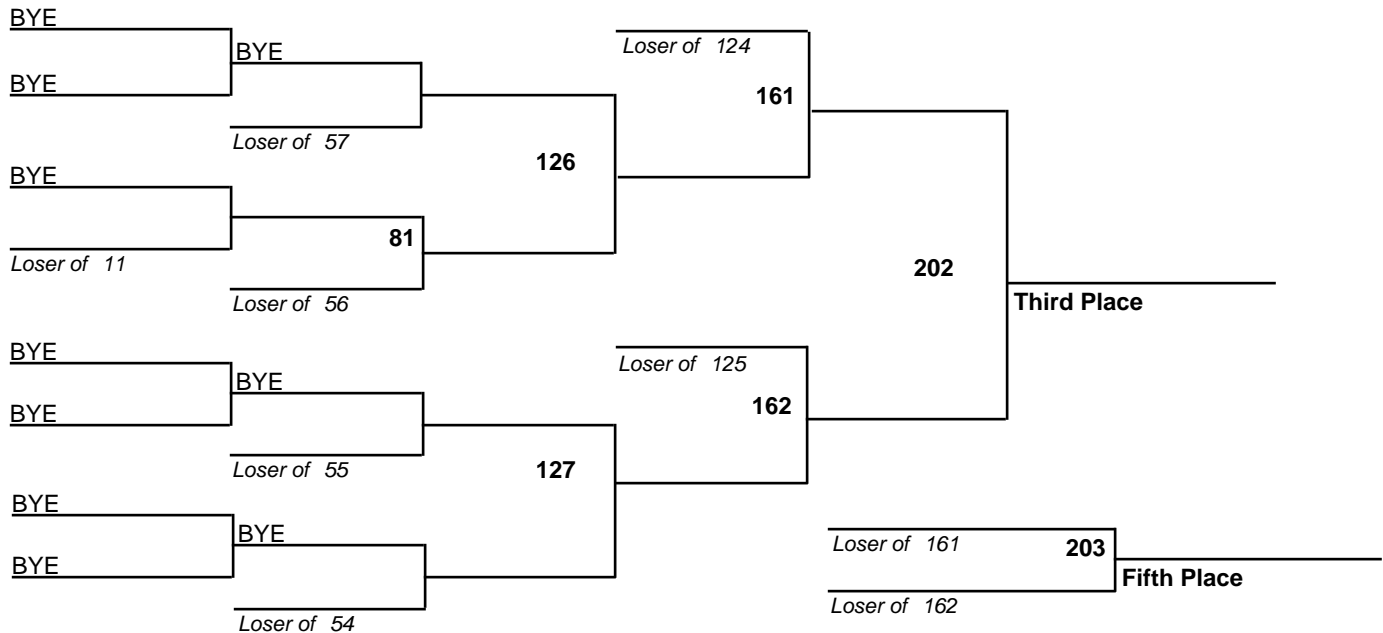 BYE
BYE
BYE
Loser of 57
BYE
Loser of 11
81
Loser of 56
126
Loser of 124
161
BYE
BYE
BYE
Loser of 55
BYE
BYE
BYE
Loser of 54
127
Loser of 125
162
202
Third Place
Loser of 161
203
Loser of 162
Fifth Place